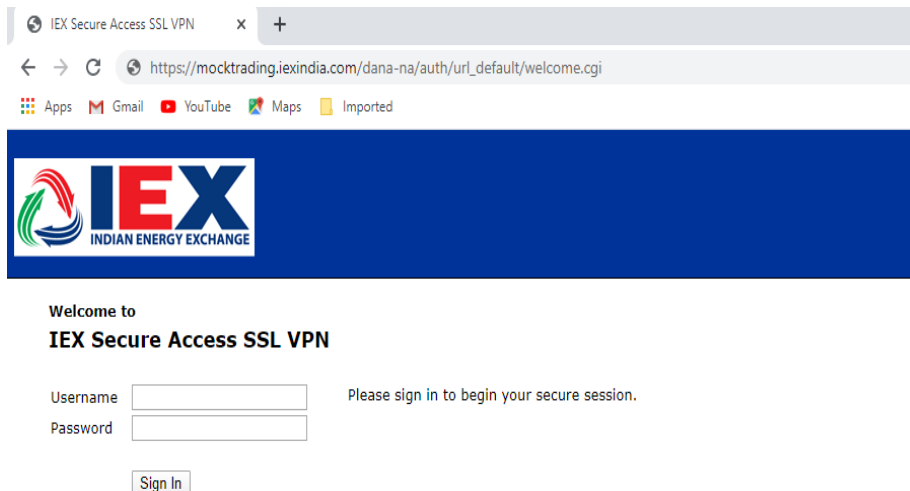 IEX Secure Access SSL VPN
https://mocktrading.iexindia.com/dana-na/auth/url_default/welcome.cgi
Apps Gmail YouTube Maps Imported
IEX
INDIAN ENERGY EXCHANGE
Welcome to
IEX Secure Access SSL VPN
Username Please sign in to begin your secure session.
Password
Sign In